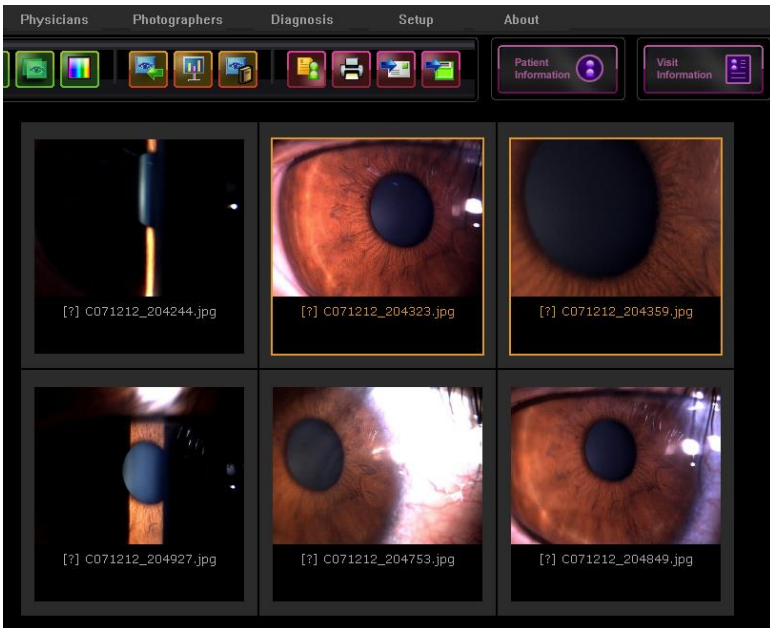 Physicians Photographers Diagnosis Setup About
Patient
Information
Visit
Information
[?] C071212_204244.jpg
[?] C071212_204323.jpg
[?] C071212_204359.jpg
[?] C071212_204927.jpg
[?] C071212_204753.jpg
[?] C071212_204849.jpg